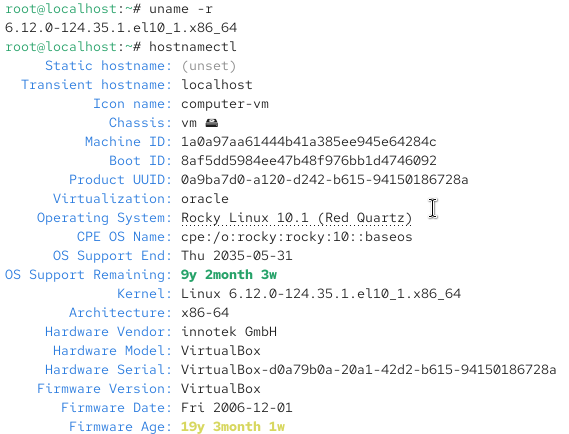 root@localhost:~# uname -r
6.12.0-124.35.1.el10_1.x86_64
root@localhost:~# hostnamectl
Static hostname: (unset)
Transient hostname: localhost
Icon name: computer-vm
Chassis: vm 🖴
Machine ID: 1a0a97aa61444b41a385ee945e64284c
Boot ID: 8af5dd5984ee47b48f976bb1d4746092
Product UUID: 0a9ba7d0-a120-d242-b615-94150186728a
Virtualization: oracle
Operating System: Rocky Linux 10.1 (Red Quartz)
CPE OS Name: cpe:/o:rocky:rocky:10::baseos
OS Support End: Thu 2035-05-31
OS Support Remaining: 9y 2month 3w
Kernel: Linux 6.12.0-124.35.1.el10_1.x86_64
Architecture: x86-64
Hardware Vendor: innotek GmbH
Hardware Model: VirtualBox
Hardware Serial: VirtualBox-d0a79b0a-20a1-42d2-b615-94150186728a
Firmware Version: VirtualBox
Firmware Date: Fri 2006-12-01
Firmware Age: 19y 3month 1w